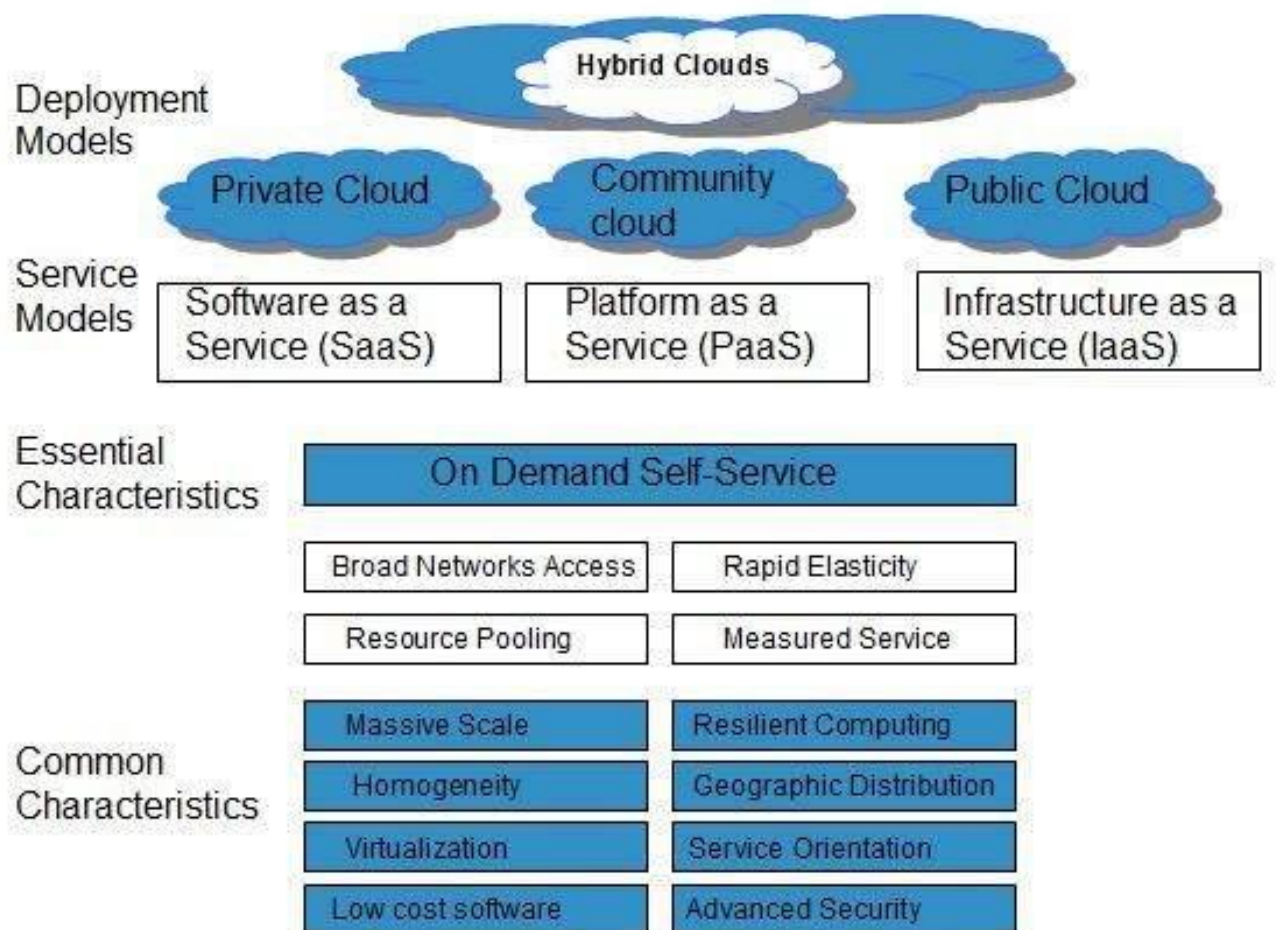 Hybrid Clouds
Deployment
Models
Private Cloud
Community
cloud
Public Cloud
Service
Models
Software as a
Service (SaaS)
Platform as a
Service (PaaS)
Infrastructure as a
Service (IaaS)
Essential
Characteristics
On Demand Self-Service
Broad Networks Access
Rapid Elasticity
Resource Pooling
Measured Service
Common
Characteristics
Massive Scale
Resilient Computing
Homogeneity
Geographic Distribution
Virtualization
Service Orientation
Low cost software
Advanced Security